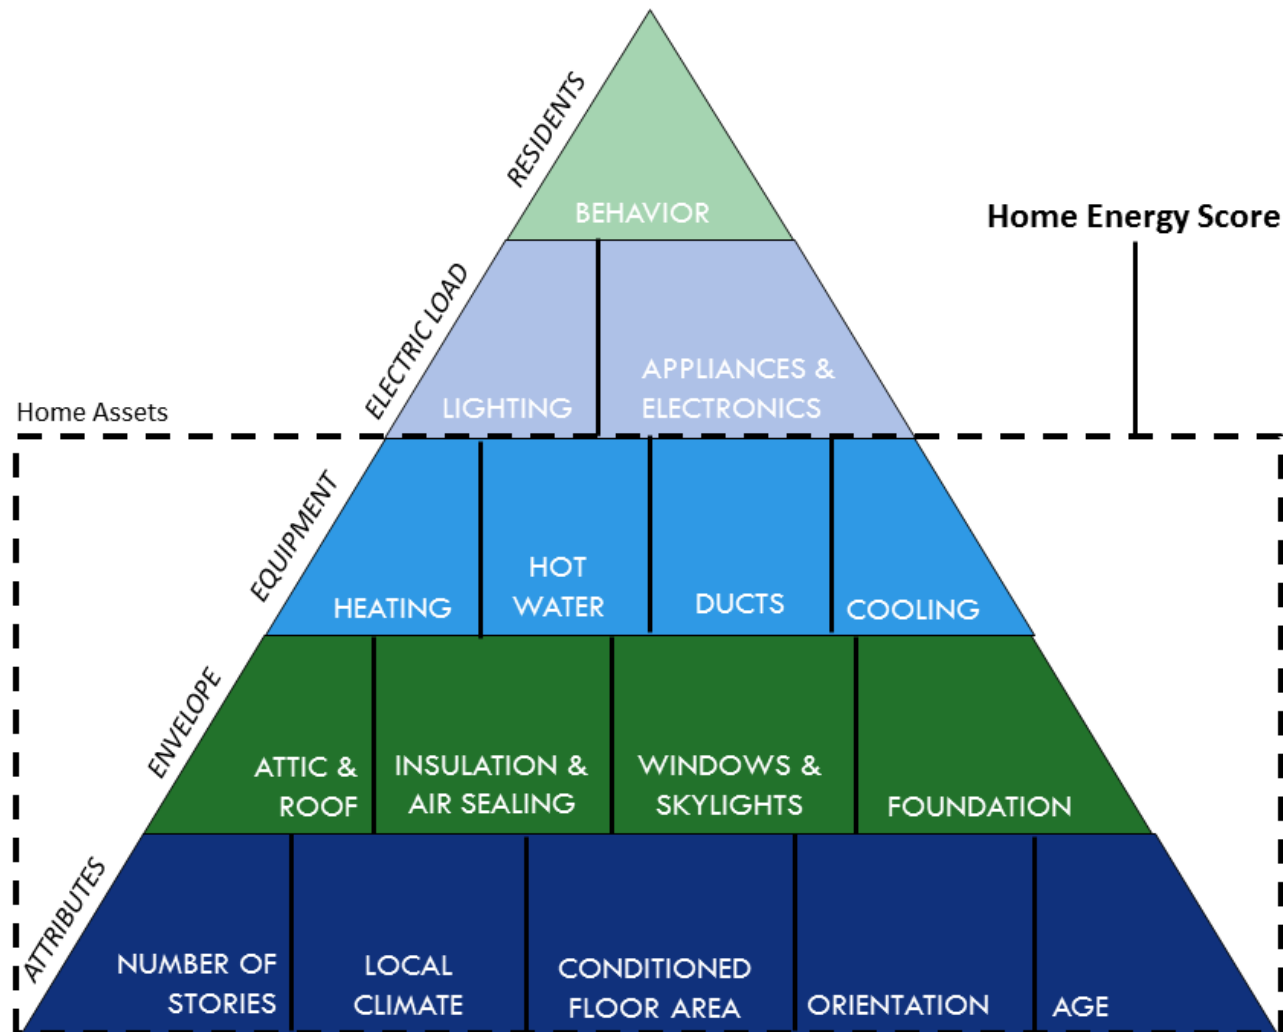 RESIDENTS
BEHAVIOR
Home Energy Score
ELECTRIC LOAD
LIGHTING
APPLIANCES &
ELECTRONICS
Home Assets
EQUIPMENT
HEATING
HOT
WATER
DUCTS
COOLING
ENVELOPE
ATTIC &
ROOF
INSULATION &
AIR SEALING
WINDOWS &
SKYLIGHTS
FOUNDATION
ATTRIBUTES
NUMBER OF
STORIES
LOCAL
CLIMATE
CONDITIONED
FLOOR AREA
ORIENTATION
AGE